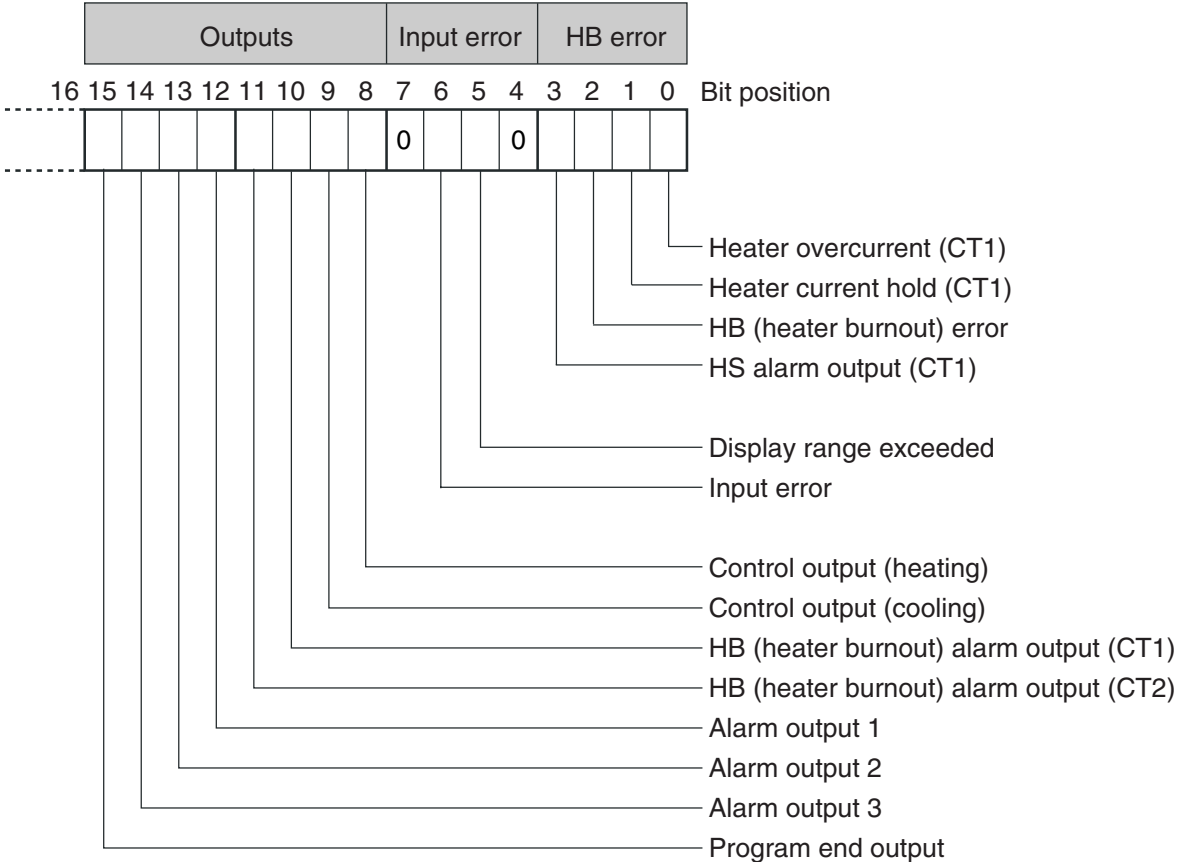 Outputs Input error HB error
16 15 14 13 12 11 10 9 8 7 6 5 4 3 2 1 0 Bit position
0 0
Heater overcurrent (CT1)
Heater current hold (CT1)
HB (heater burnout) error
HS alarm output (CT1)
Display range exceeded
Input error
Control output (heating)
Control output (cooling)
HB (heater burnout) alarm output (CT1)
HB (heater burnout) alarm output (CT2)
Alarm output 1
Alarm output 2
Alarm output 3
Program end output